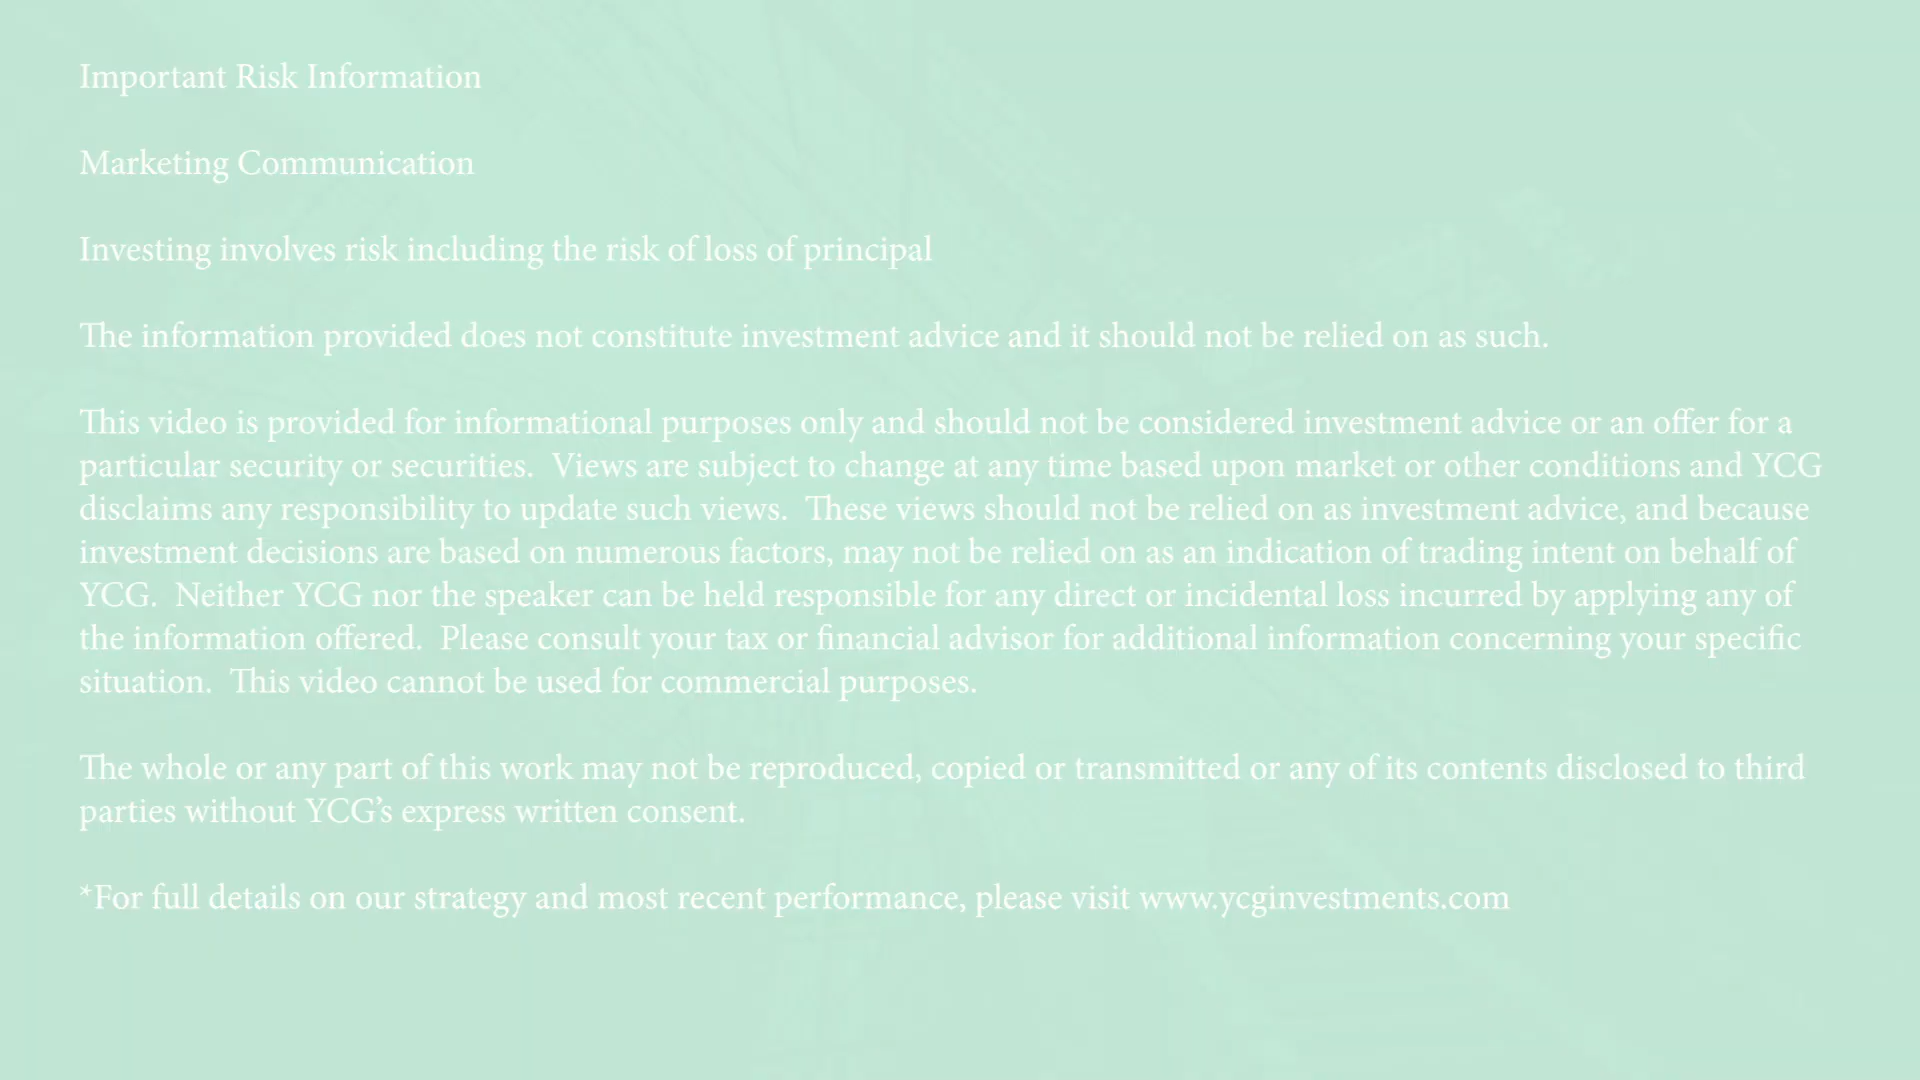 Important Risk Information
Marketing Communication
Investing involves risk including the risk of loss of principal
The information provided does not constitute investment advice and it should not be relied on as such.
This video is provided for informational purposes only and should not be considered investment advice or an offer for a
particular security or securities.  Views are subject to change at any time based upon market or other conditions and YCG
disclaims any responsibility to update such views.  These views should not be relied on as investment advice, and because
investment decisions are based on numerous factors, may not be relied on as an indication of trading intent on behalf of
YCG.  Neither YCG nor the speaker can be held responsible for any direct or incidental loss incurred by applying any of
the information offered.  Please consult your tax or financial advisor for additional information concerning your specific
situation.  This video cannot be used for commercial purposes.
The whole or any part of this work may not be reproduced, copied or transmitted or any of its contents disclosed to third
parties without YCG’s express written consent.
*For full details on our strategy and most recent performance, please visit www.ycginvestments.com